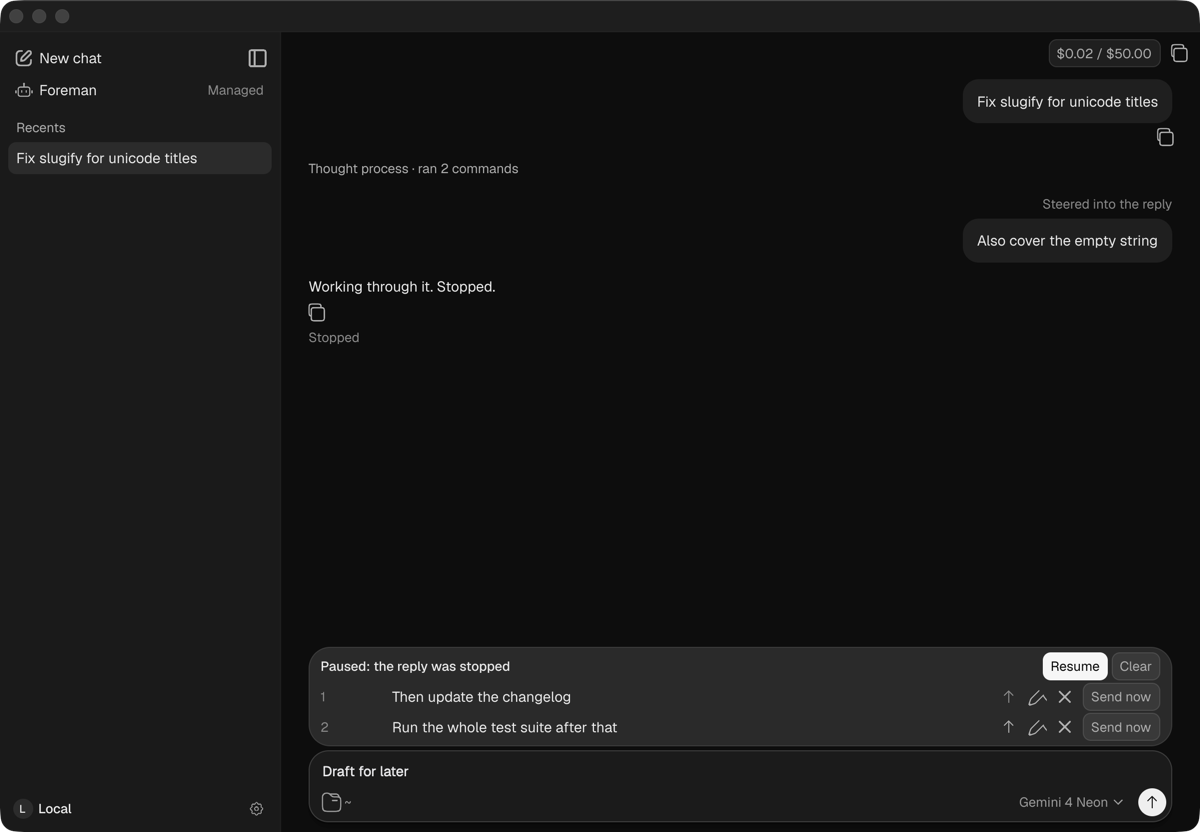 New chat
Foreman
Managed
Recents
Fix slugify for unicode titles
$0.02 / $50.00
Fix slugify for unicode titles
Thought process · ran 2 commands
Steered into the reply
Also cover the empty string
Working through it. Stopped.
Stopped
Paused: the reply was stopped
Resume
Clear
1 Then update the changelog Send now
2 Run the whole test suite after that Send now
Draft for later
~
Gemini 4 Neon
L Local